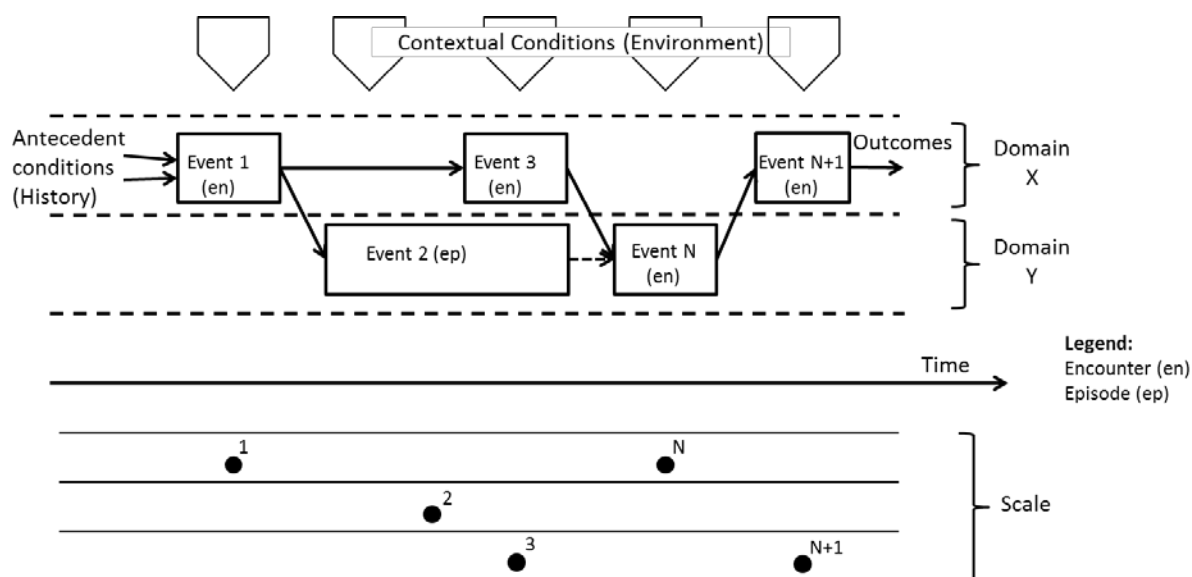 Contextual Conditions (Environment)
Antecedent
conditions
(History)
Event 1
(en)
Event 3
(en)
Event N+1
(en)
Outcomes
Domain
X
Event 2 (ep)
Event N
(en)
Domain
Y
Time
Legend:
Encounter (en)
Episode (ep)
1
N
2
3
N+1
Scale